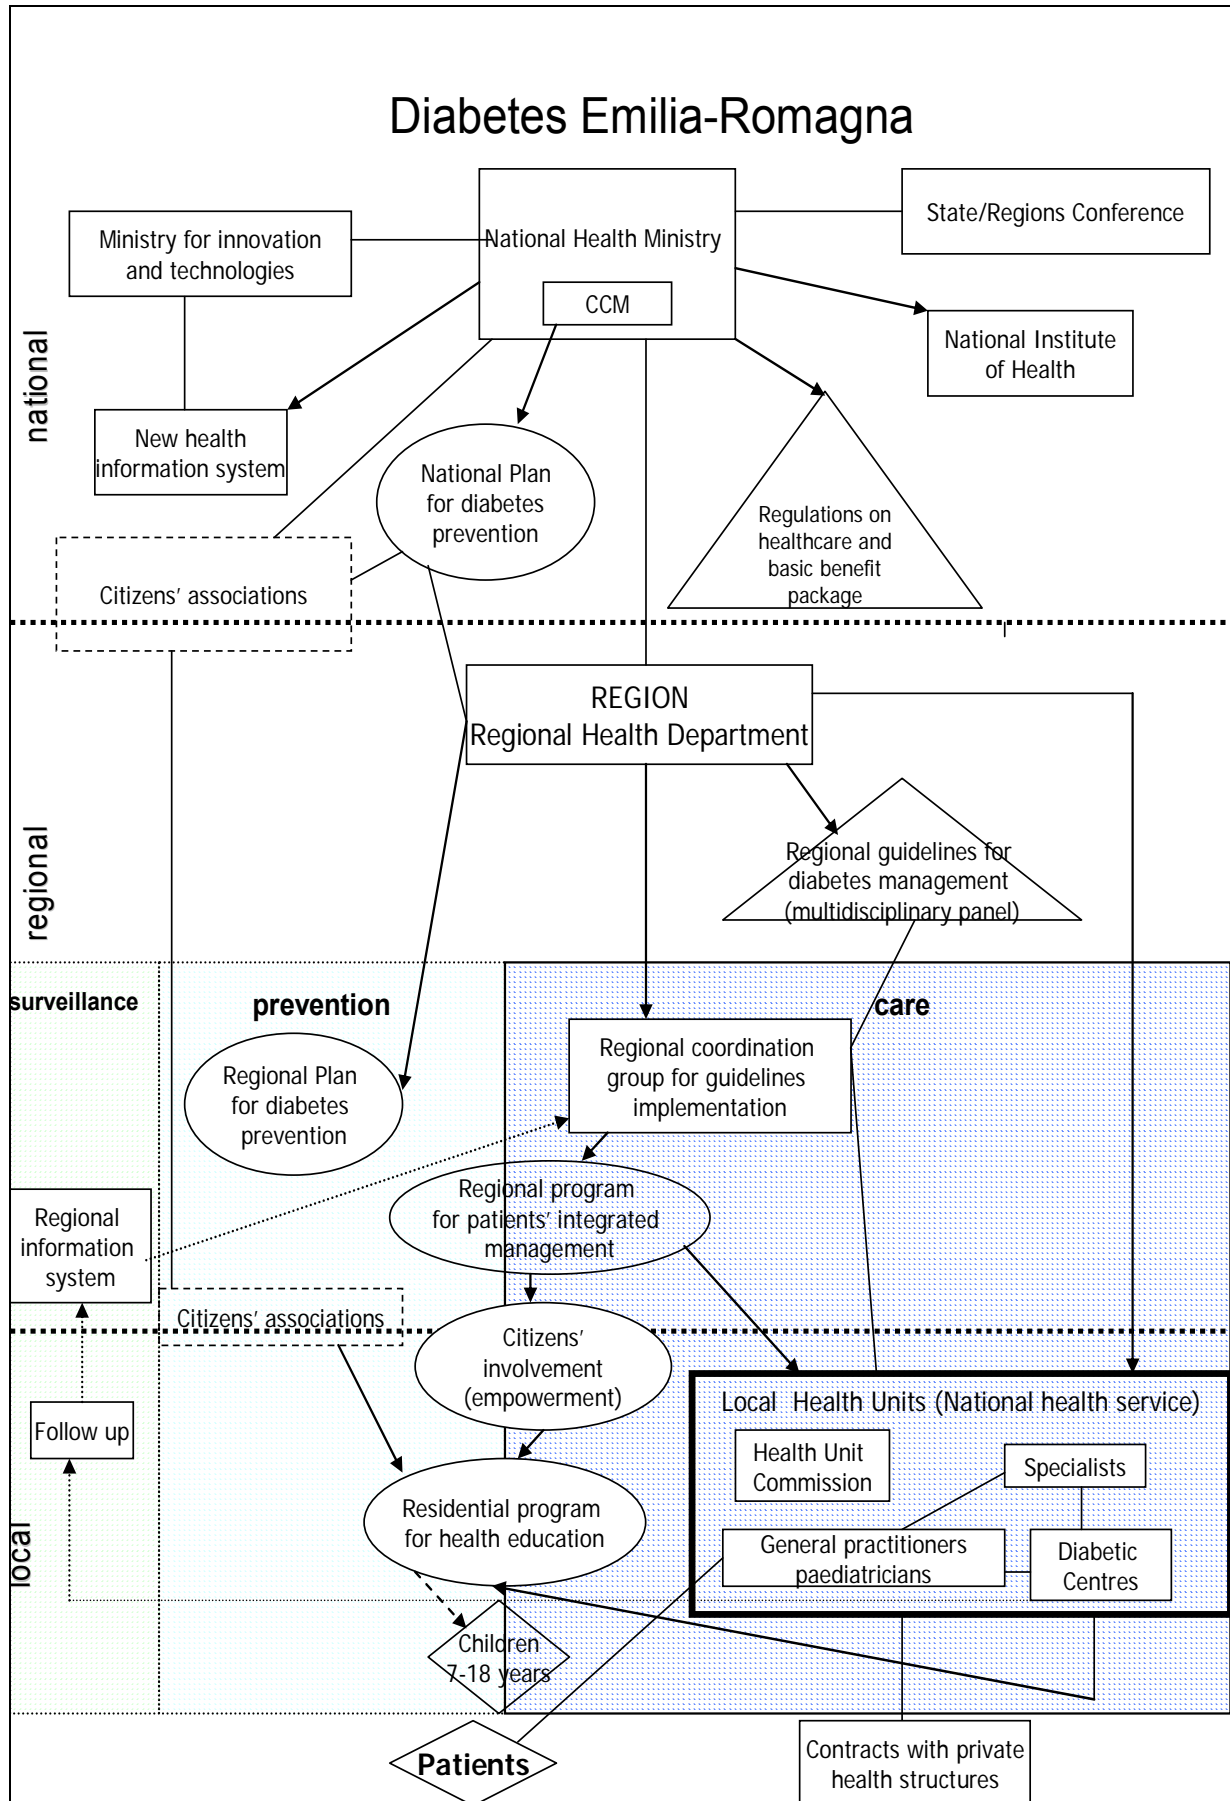 Diabetes Emilia-Romagna
national
Ministry for innovation
and technologies
National Health Ministry
CCM
State/Regions Conference
National Institute
of Health
New health
information system
National Plan
for diabetes
prevention
Regulations on
healthcare and
basic benefit
package
Citizens' associations
regional
REGION
Regional Health Department
Regional guidelines for
diabetes management
(multidisciplinary panel)
surveillance
prevention
care
Regional Plan
for diabetes
prevention
Regional coordination
group for guidelines
implementation
Regional program
for patients' integrated
management
Regional
information
system
Citizens' associations
Citizens'
involvement
(empowerment)
local
Follow up
Residential program
for health education
Local Health Units (National health service)
Health Unit
Commission
Specialists
General practitioners
paediatricians
Diabetic
Centres
Children
7-18 years
Patients
Contracts with private
health structures